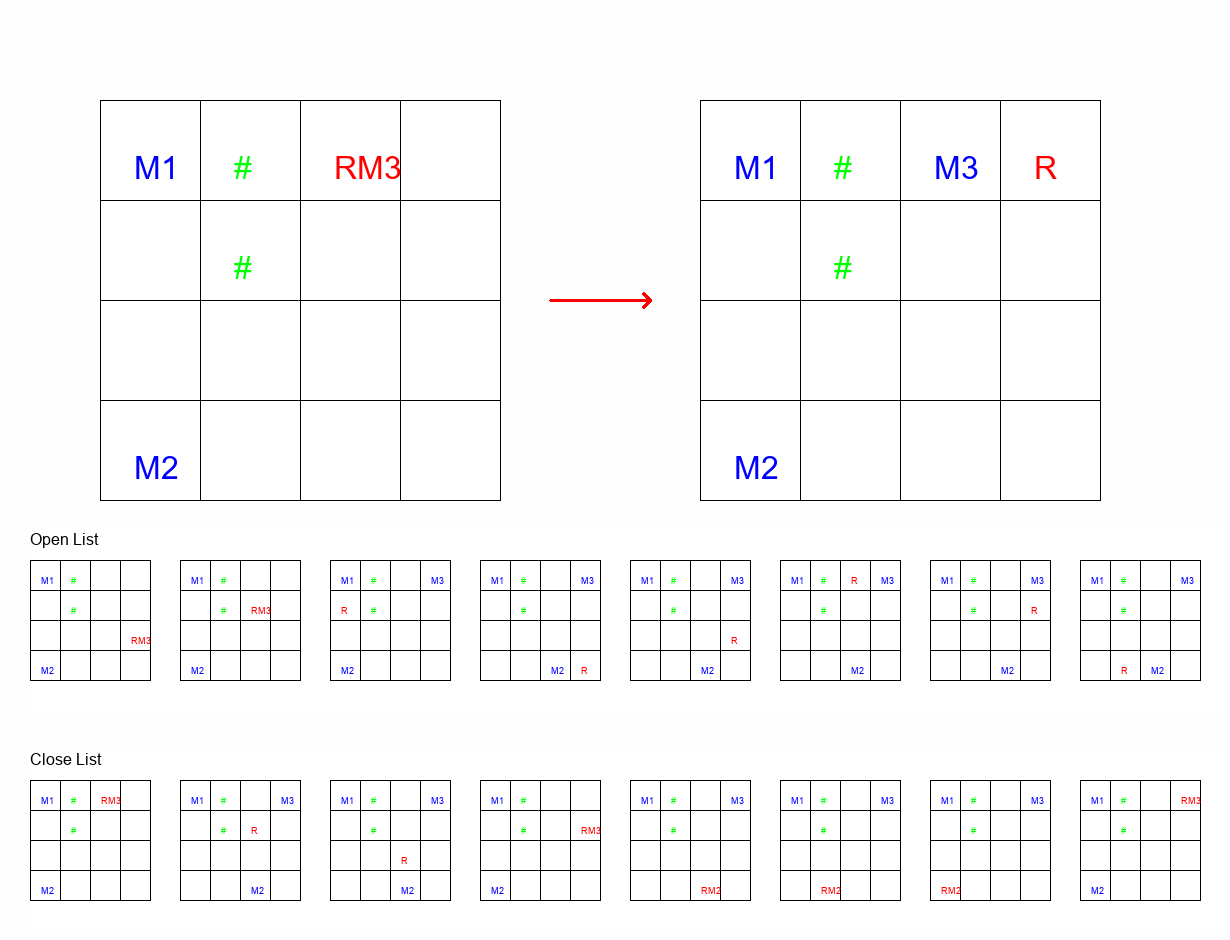 M1 # RM3 M1 # M3 R
# #
M2 M2
Open List
M1 # M1 # M1 # M3 M1 # M3 M1 # M3 M1 # R M3 M1 # M3 M1 # M3
# # RM3 R # # # # # R #
RM3 R
M2 M2 M2 M2 R M2 M2 M2 R M2
Close List
M1 # RM3 M1 # M3 M1 # M3 M1 # M1 # M3 M1 # M3 M1 # M3 M1 # RM3
# # R # # RM3 # # # #
R
M2 M2 M2 M2 RM2 RM2 RM2 M2